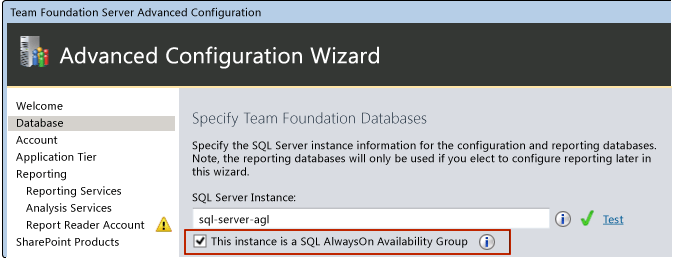 Team Foundation Server Advanced Configuration
Advanced Configuration Wizard
Welcome
Database
Account
Application Tier
Reporting
Reporting Services
Analysis Services
Report Reader Account
SharePoint Products
Specify Team Foundation Databases
Specify the SQL Server instance information for the configuration and reporting databases.
Note, the reporting databases will only be used if you elect to configure reporting later in
this wizard.
SQL Server Instance:
sql-server-agl
Test
This instance is a SQL AlwaysOn Availability Group